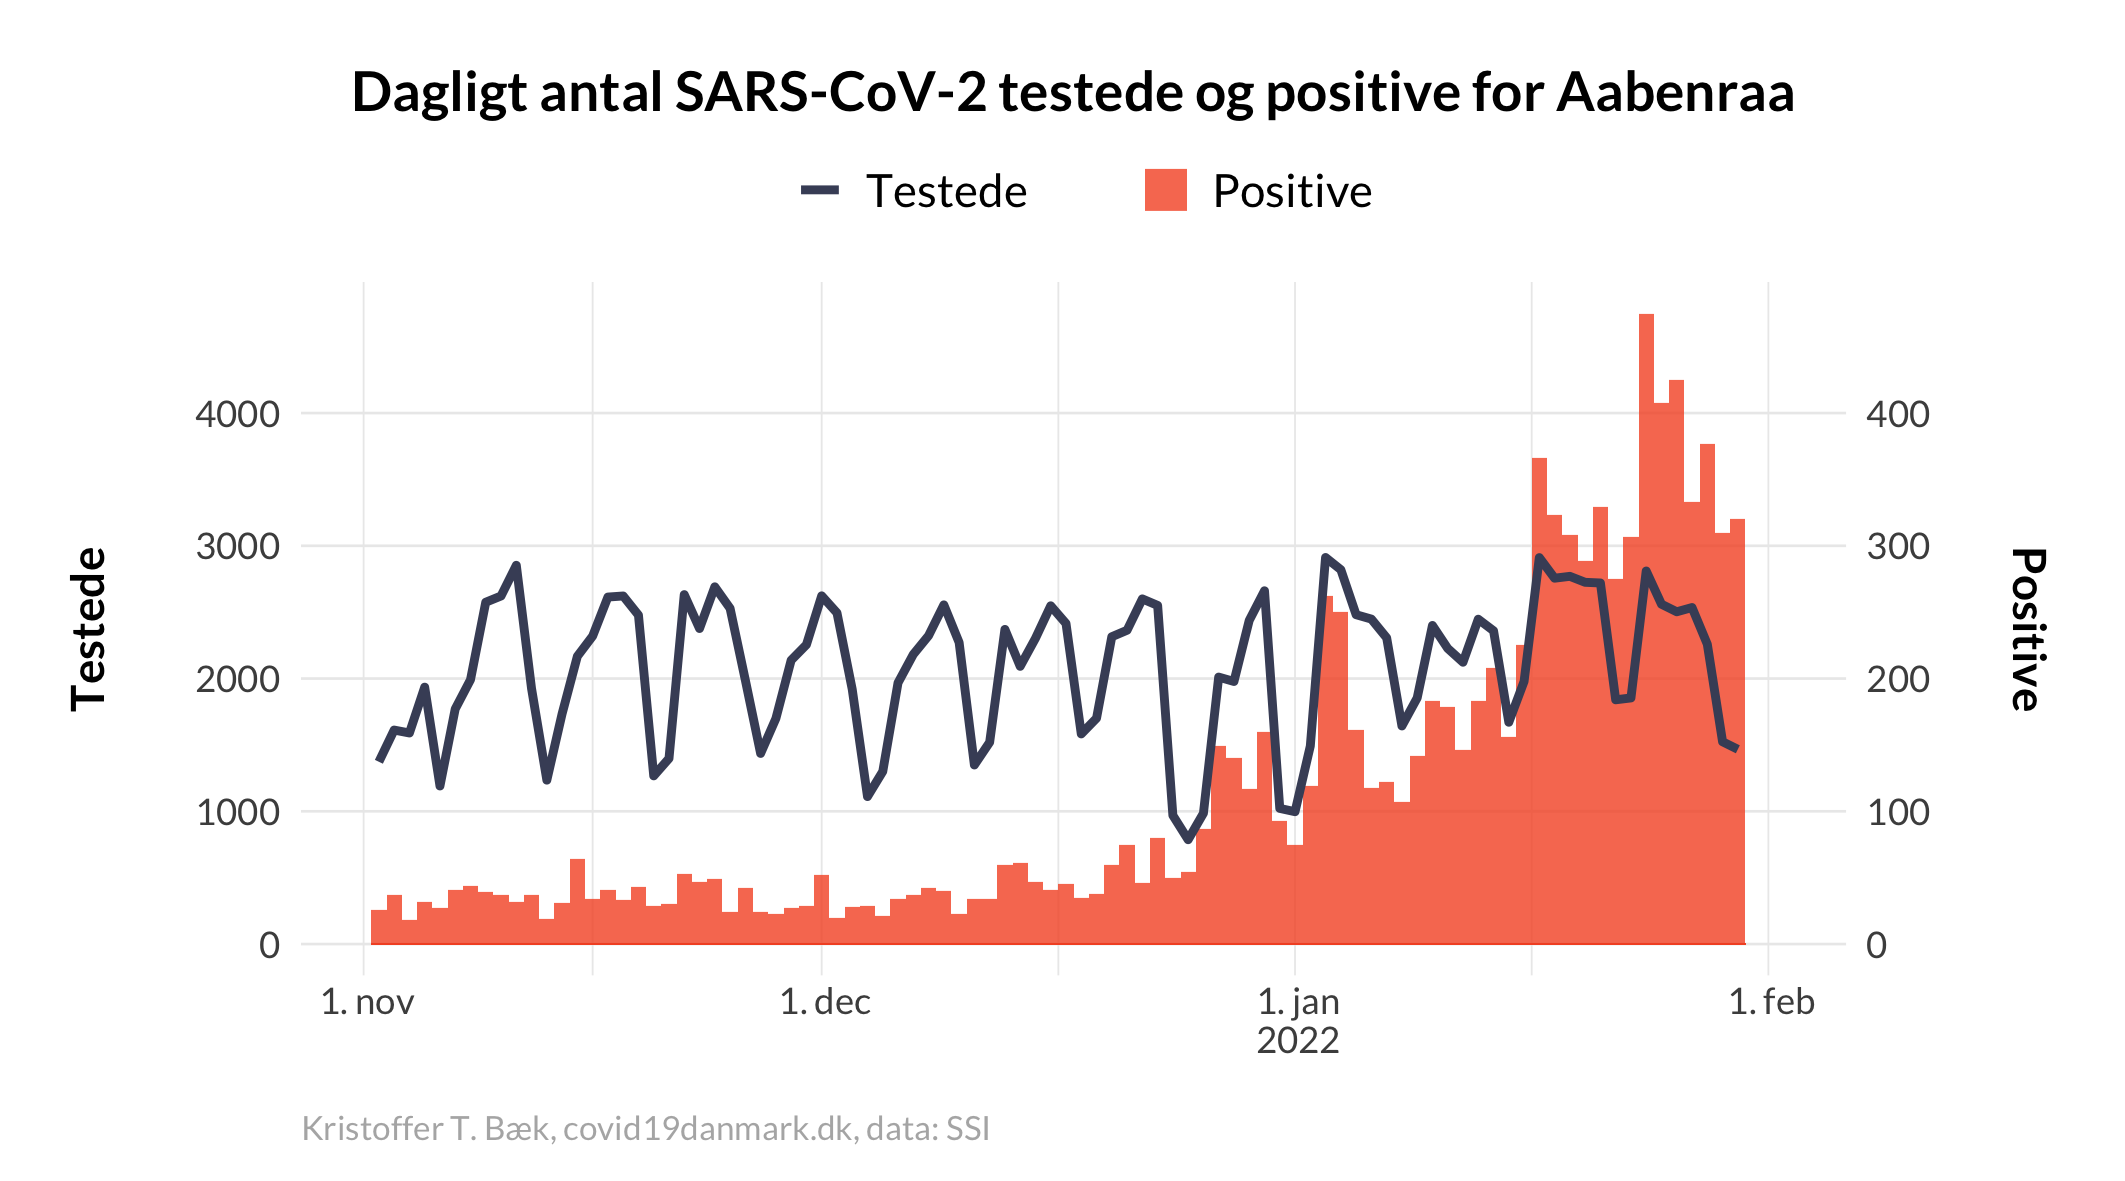 Dagligt antal SARS-CoV-2 testede og positive for Aabenraa
Testede
Positive
Testede
4000
3000
2000
1000
0
400
300
200
100
0
Positive
1. nov
1. dec
1. jan
2022
1. feb
Kristoffer T. Bæk, covid19danmark.dk, data: SSI